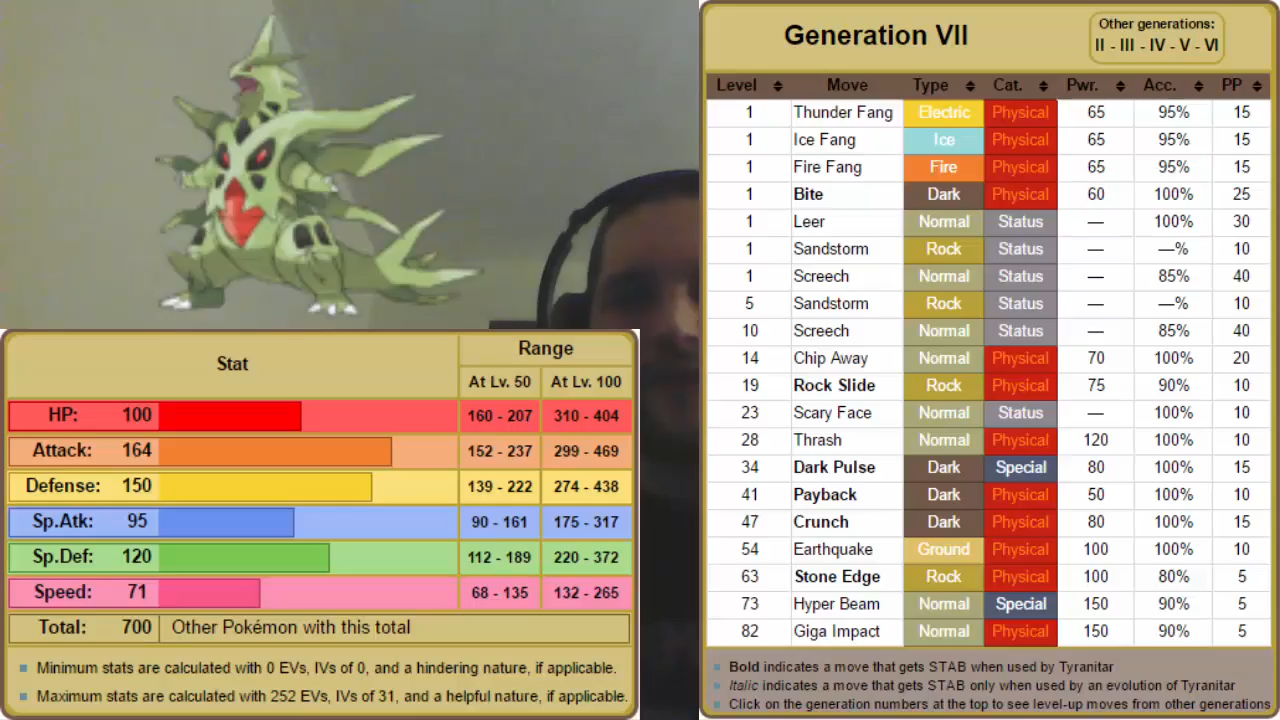 Generation VII
Other generations:
II - III - IV - V - VI
Level Move Type Cat. Pwr. Acc. PP
1 Thunder Fang Electric Physical 65 95% 15
1 Ice Fang Ice Physical 65 95% 15
1 Fire Fang Fire Physical 65 95% 15
1 Bite Dark Physical 60 100% 25
1 Leer Normal Status — 100% 30
1 Sandstorm Rock Status — —% 10
1 Screech Normal Status — 85% 40
5 Sandstorm Rock Status — —% 10
10 Screech Normal Status — 85% 40
14 Chip Away Normal Physical 70 100% 20
19 Rock Slide Rock Physical 75 90% 10
23 Scary Face Normal Status — 100% 10
28 Thrash Normal Physical 120 100% 10
34 Dark Pulse Dark Special 80 100% 15
41 Payback Dark Physical 50 100% 10
47 Crunch Dark Physical 80 100% 15
54 Earthquake Ground Physical 100 100% 10
63 Stone Edge Rock Physical 100 80% 5
73 Hyper Beam Normal Special 150 90% 5
82 Giga Impact Normal Physical 150 90% 5
Bold indicates a move that gets STAB when used by Tyranitar
Italic indicates a move that gets STAB only when used by an evolution of Tyranitar
Click on the generation numbers at the top to see level-up moves from other generations
Stat Range
At Lv. 50 At Lv. 100
HP: 100 160 - 207 310 - 404
Attack: 164 152 - 237 299 - 469
Defense: 150 139 - 222 274 - 438
Sp.Atk: 95 90 - 161 175 - 317
Sp.Def: 120 112 - 189 220 - 372
Speed: 71 68 - 135 132 - 265
Total: 700 Other Pokémon with this total
Minimum stats are calculated with 0 EVs, IVs of 0, and a hindering nature, if applicable.
Maximum stats are calculated with 252 EVs, IVs of 31, and a helpful nature, if applicable.